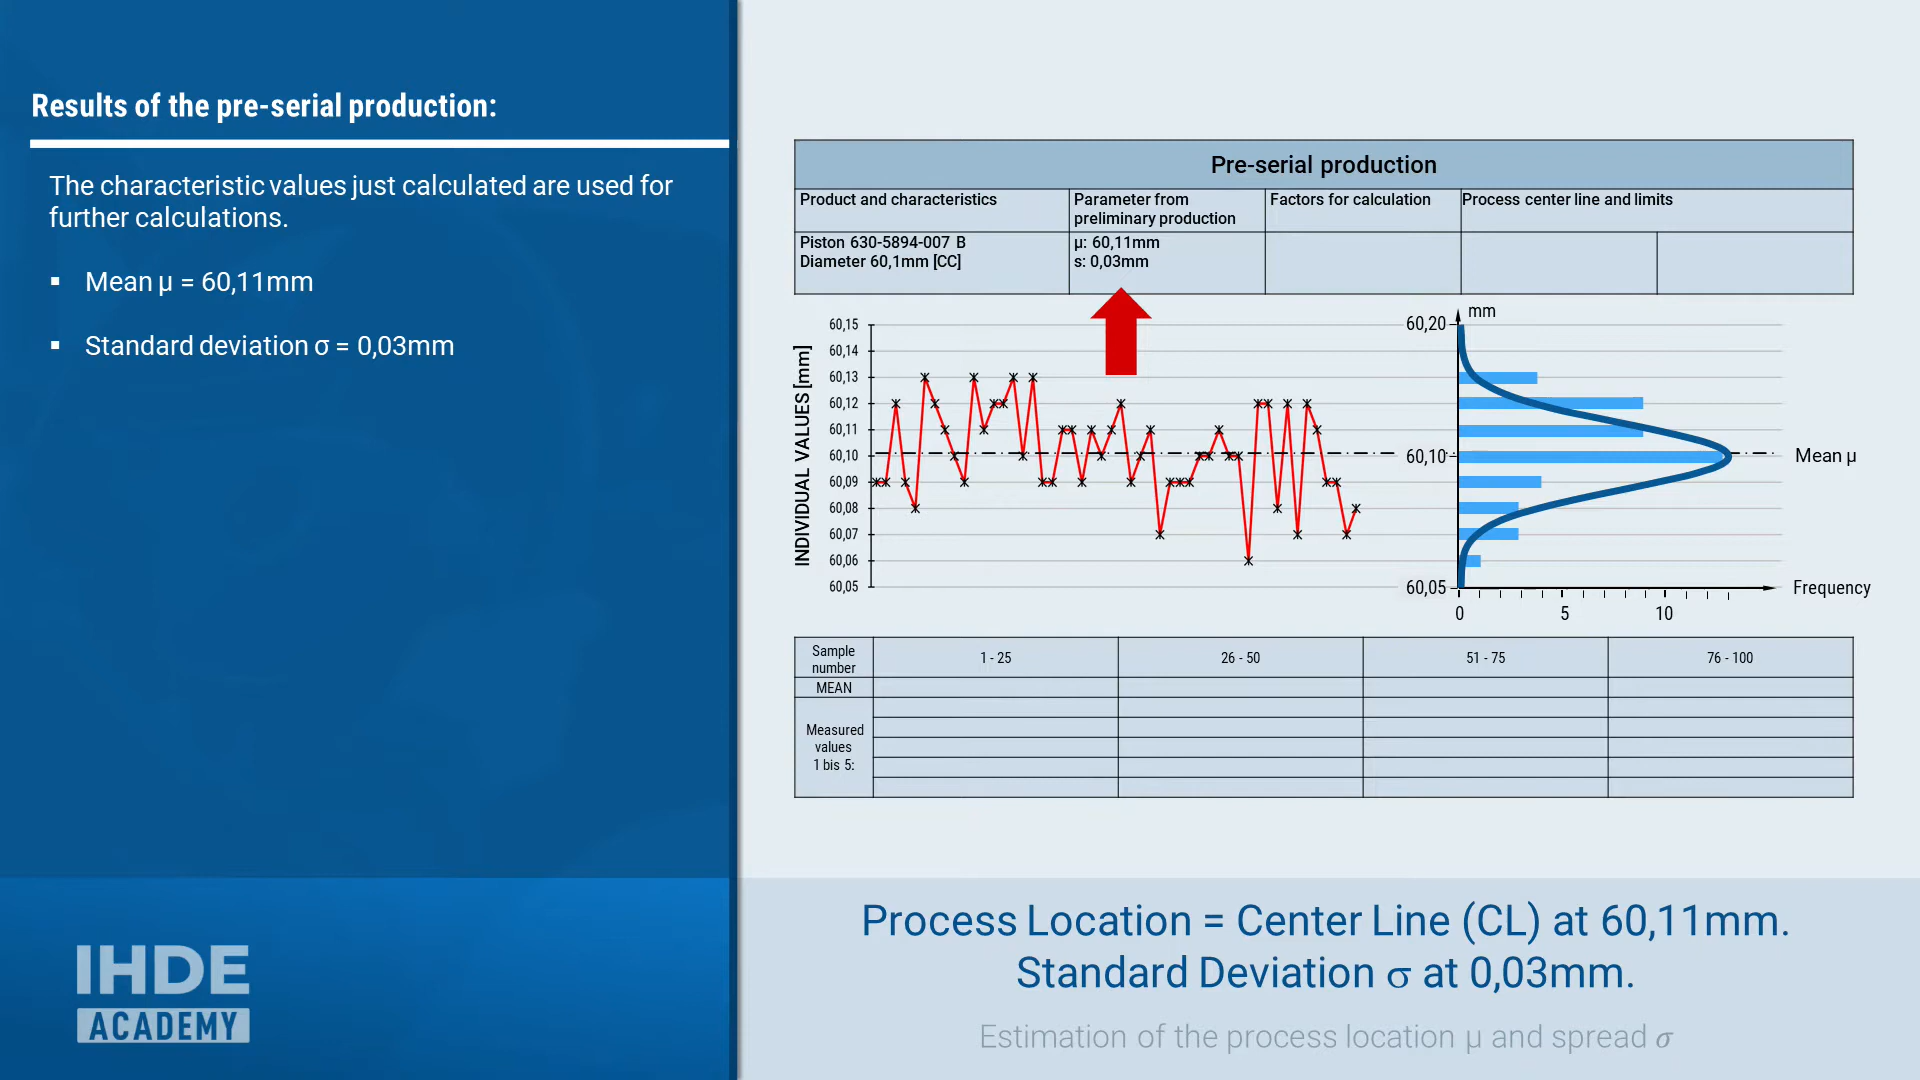 Results of the pre-serial production:
The characteristic values just calculated are used for
further calculations.
▪ Mean µ = 60,11mm
▪ Standard deviation σ = 0,03mm
IHDE
ACADEMY
Pre-serial production
Product and characteristics
Parameter from
preliminary production
Factors for calculation
Process center line and limits
Piston 630-5894-007 B
Diameter 60,1mm [CC]
µ: 60,11mm
s: 0,03mm
INDIVIDUAL VALUES [mm]
60,15
60,14
60,13
60,12
60,11
60,10
60,09
60,08
60,07
60,06
60,05
mm
60,20
60,10
60,05
Mean µ
Frequency
0 5 10
Sample
number
1 - 25
26 - 50
51 - 75
76 - 100
MEAN
Measured
values
1 bis 5:
Process Location = Center Line (CL) at 60,11mm.
Standard Deviation σ at 0,03mm.
Estimation of the process location µ and spread σ